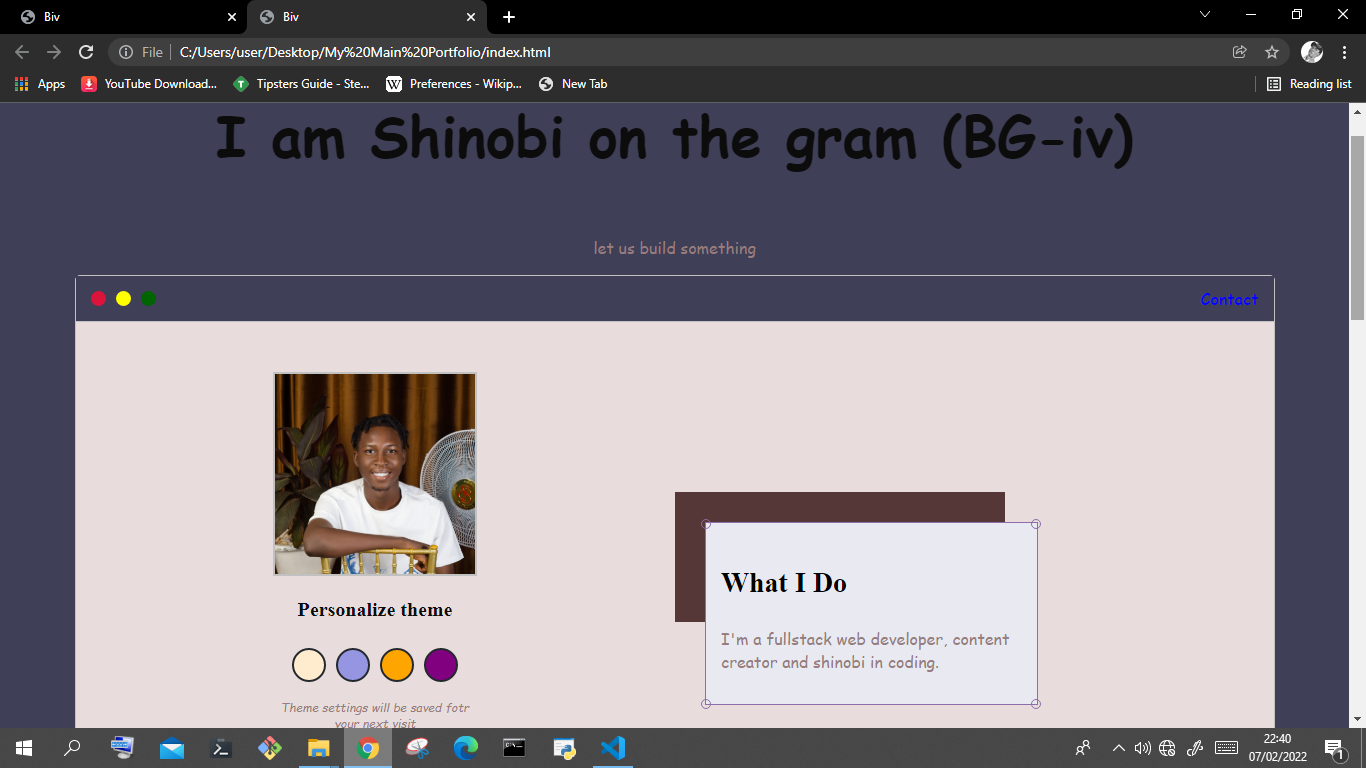 Biv
Biv
File
C:/Users/user/Desktop/My%20Main%20Portfolio/index.html
Apps
YouTube Download...
Tipsters Guide - Ste...
Preferences - Wikip...
New Tab
Reading list
I am Shinobi on the gram (BG-iv)
let us build something
Contact
Personalize theme
Theme settings will be saved fotr
your next visit
What I Do
I'm a fullstack web developer, content
creator and shinobi in coding.
22:40
07/02/2022
1